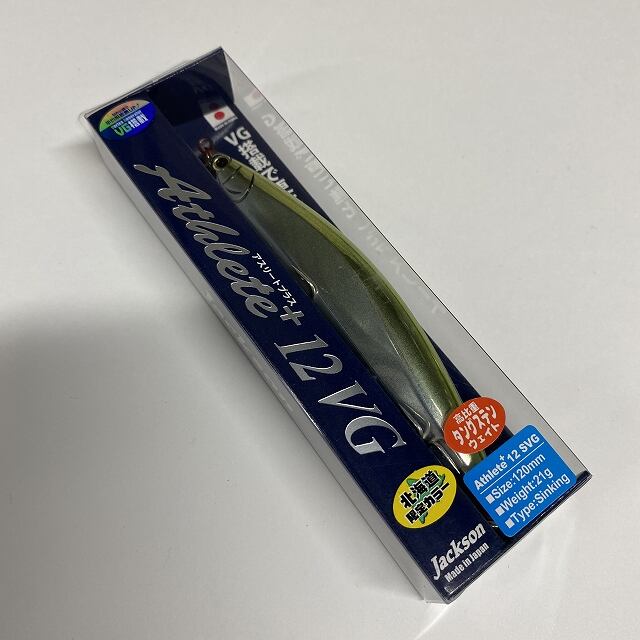 VG搭載
Athlete+
アスリートプラス
12 VG
高比重
タングステン
ウェイト
Athlete+ 12 SVG
■Size:120mm
■Weight:21g
■Type:Sinking
北海道
限定カラー
Jackson
Made in Japan